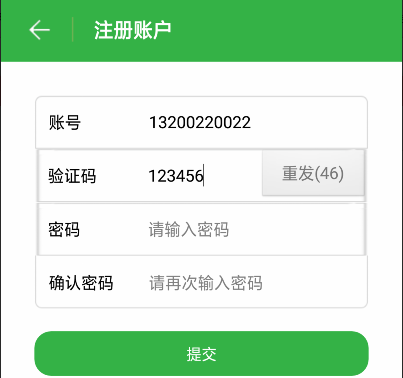 注册账户
账号 13200220022
验证码 123456 重发(46)
密码 请输入密码
确认密码 请再次输入密码
提交